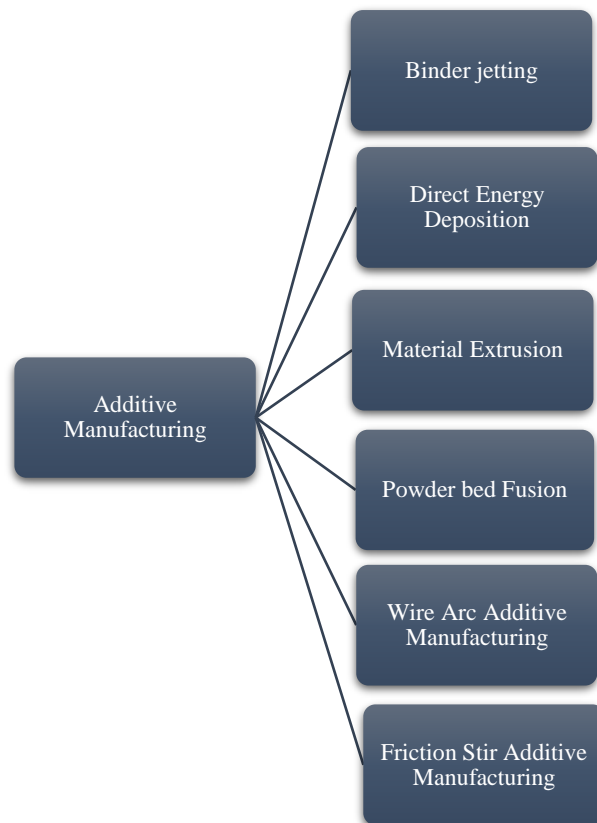 Binder jetting
Direct Energy
Deposition
Material Extrusion
Additive
Manufacturing
Powder bed Fusion
Wire Arc Additive
Manufacturing
Friction Stir Additive
Manufacturing